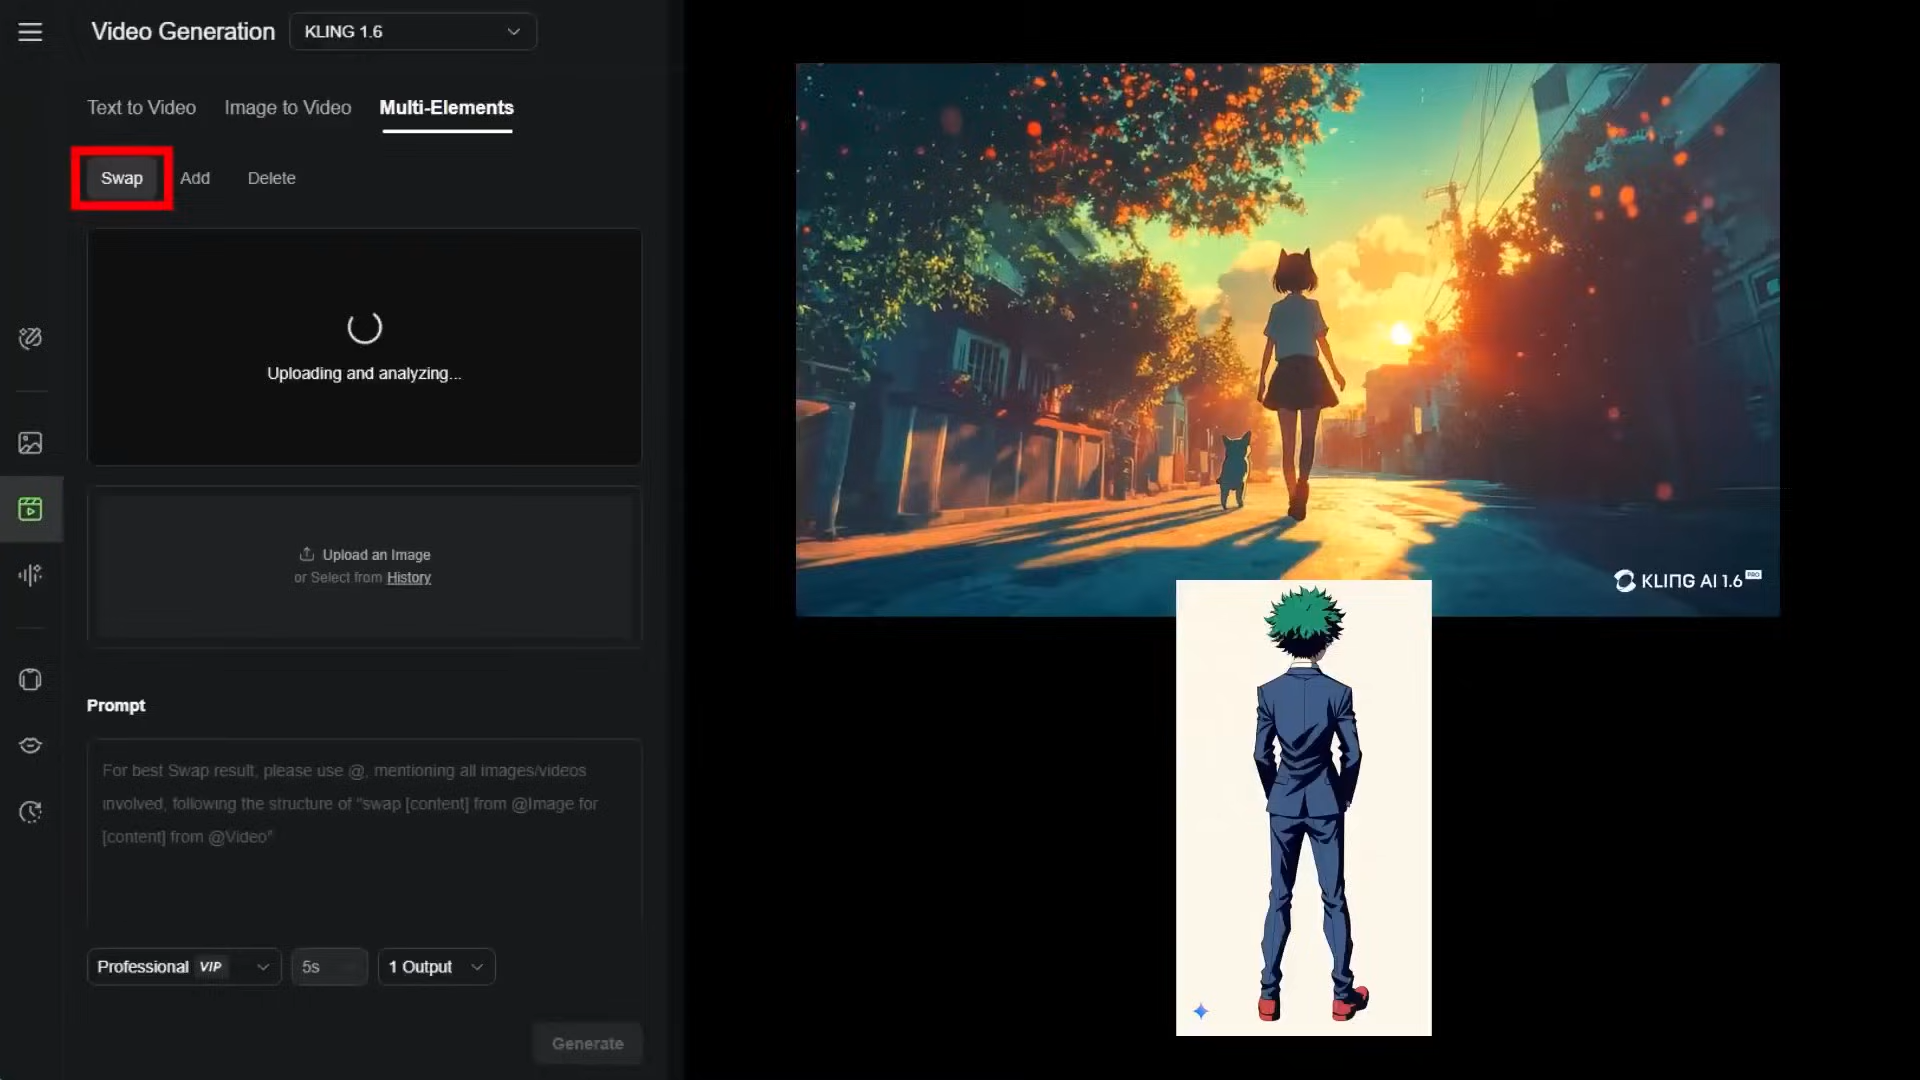 Video Generation
KLING 1.6
Text to Video
Image to Video
Multi-Elements
Swap
Add
Delete
Uploading and analyzing...
Upload an Image
or Select from History
Prompt
For best Swap result, please use @, mentioning all images/videos
involved, following the structure of "swap [content] from @Image for
[content] from @Video"
Professional VIP
5s
1 Output
Generate
KLING AI 1.6 PRO